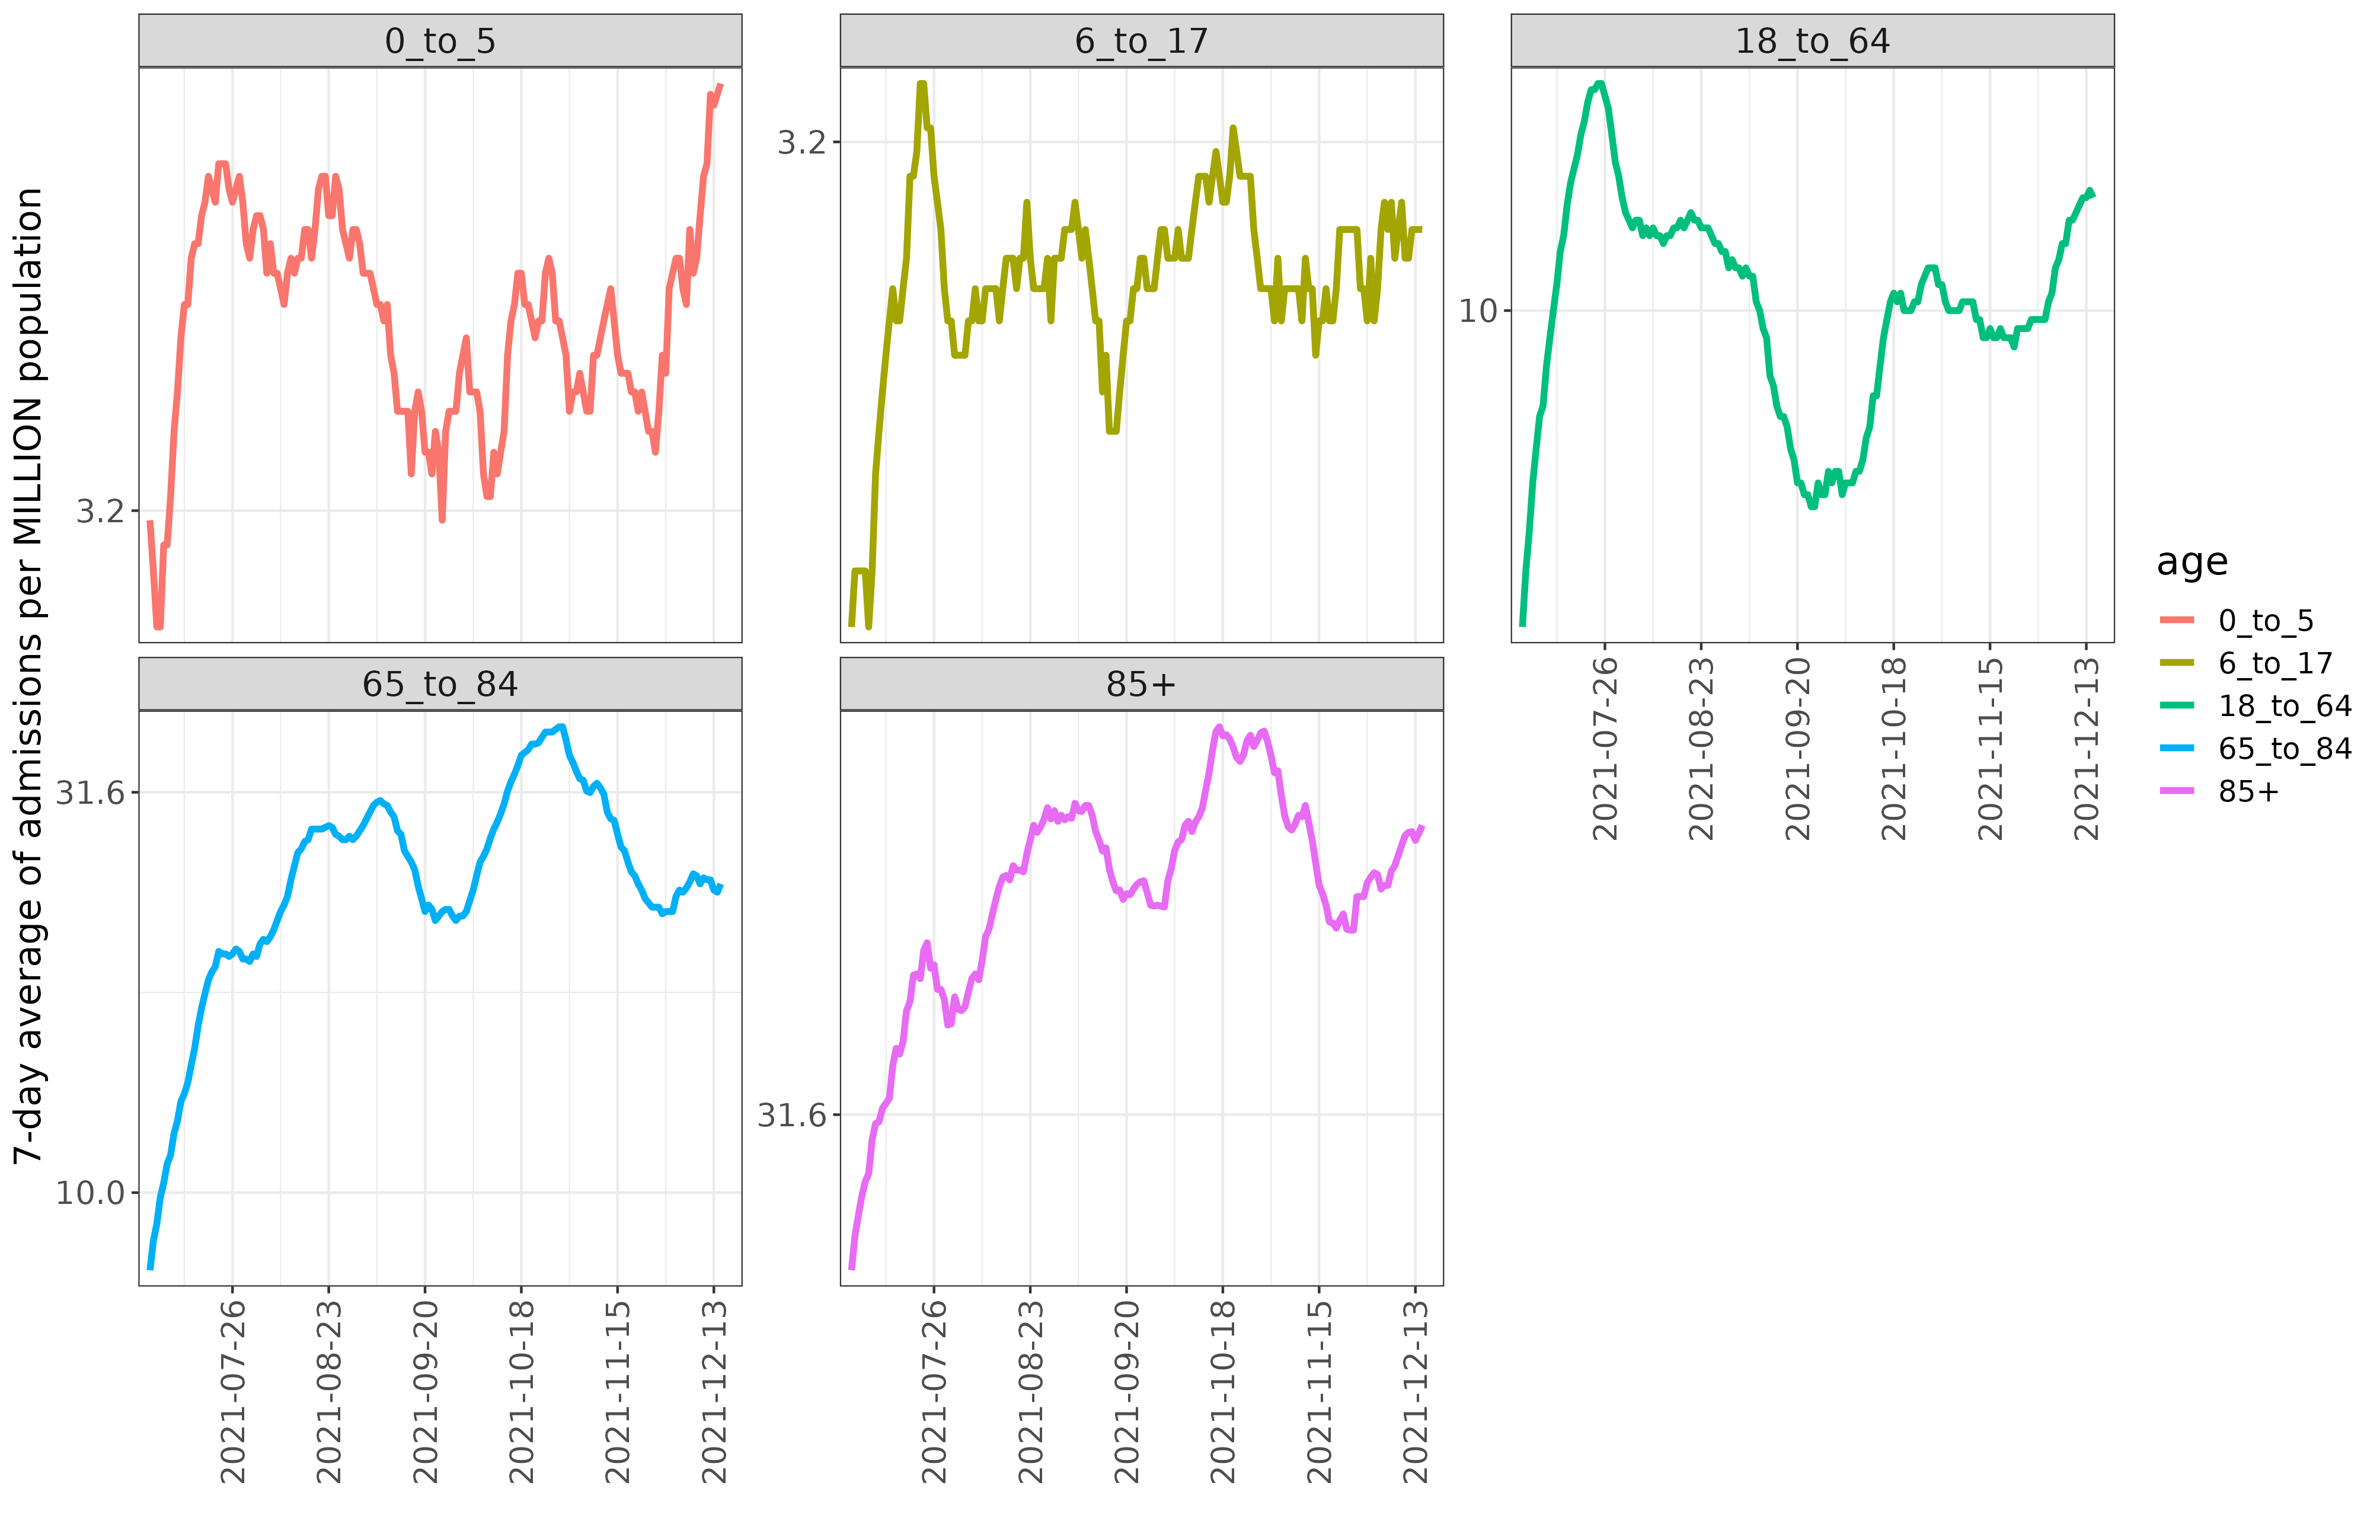 7-day average of admissions per MILLION population
0_to_5
6_to_17
18_to_64
3.2
3.2
10
2021-07-26
2021-08-23
2021-09-20
2021-10-18
2021-11-15
2021-12-13
65_to_84
85+
31.6
10.0
31.6
2021-07-26
2021-08-23
2021-09-20
2021-10-18
2021-11-15
2021-12-13
2021-07-26
2021-08-23
2021-09-20
2021-10-18
2021-11-15
2021-12-13
age
0_to_5
6_to_17
18_to_64
65_to_84
85+